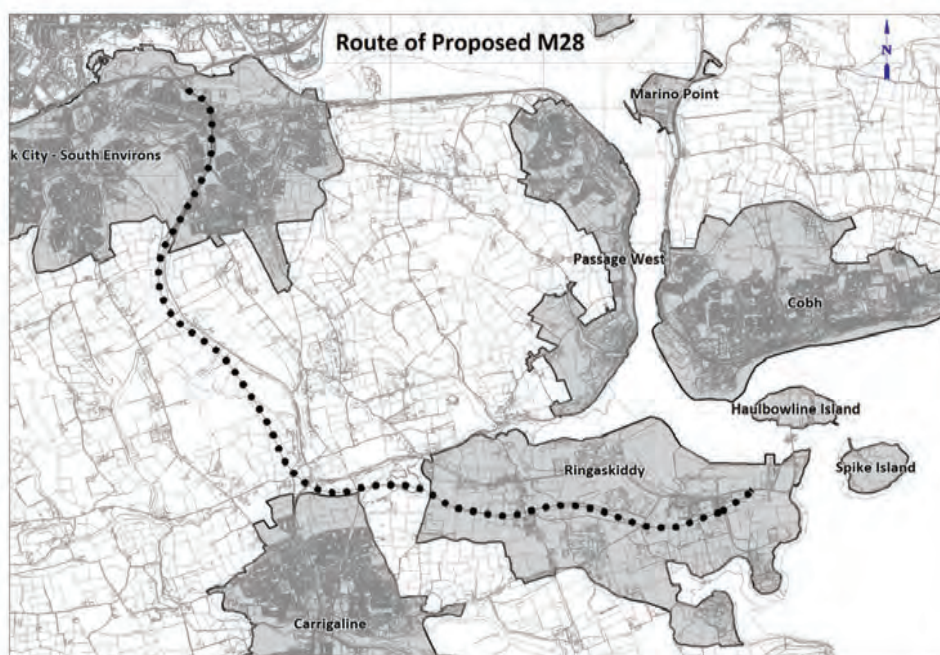 Route of Proposed M28
N
Marino Point
k City - South Environs
Passage West
Cobh
Haulbowline Island
Ringaskiddy
Spike Island
Carrigaline